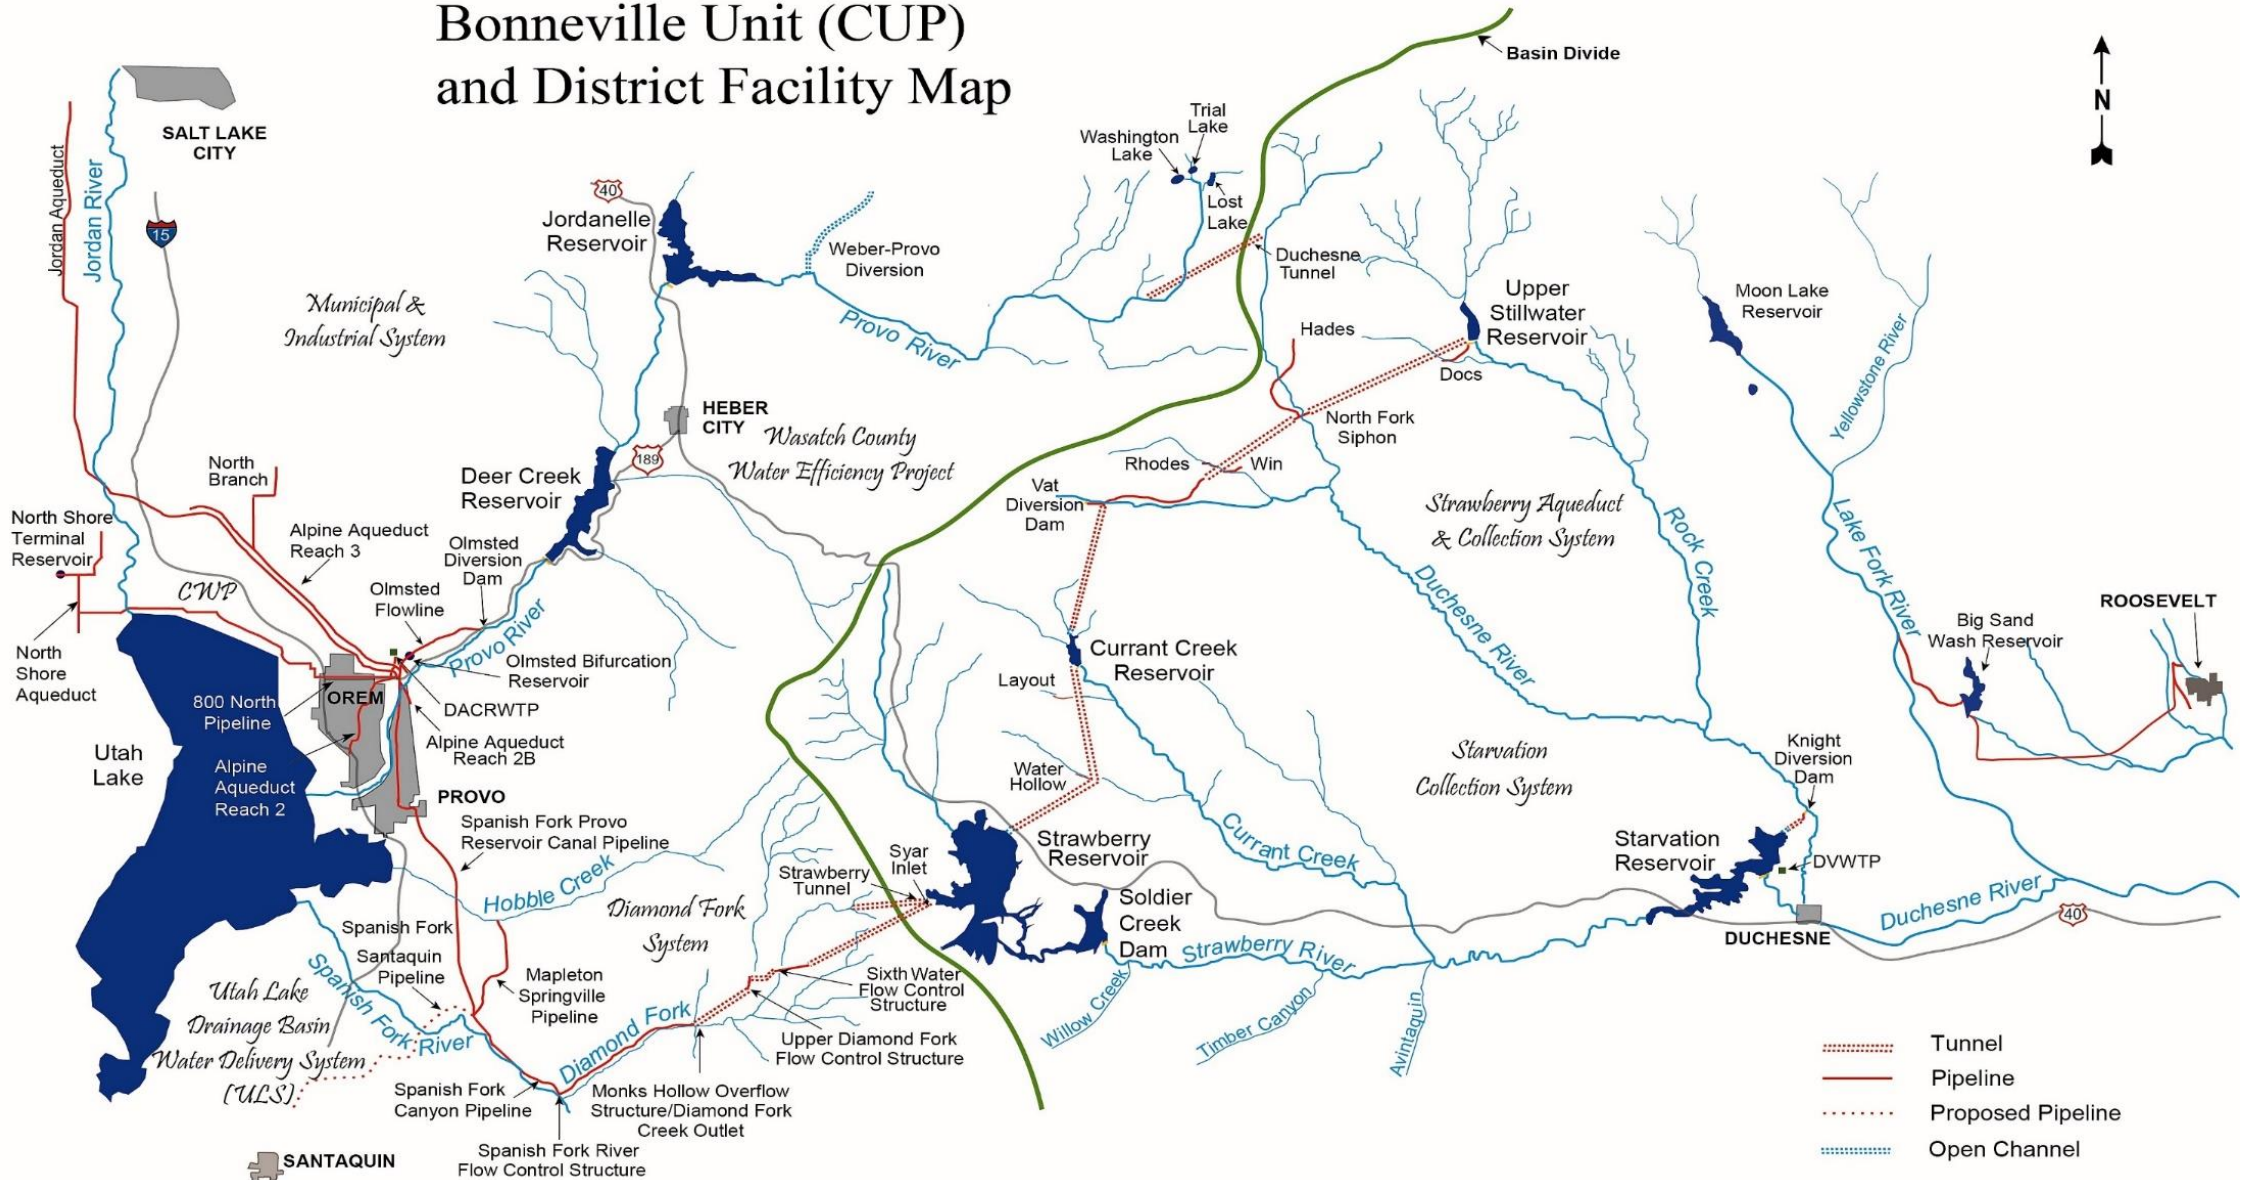 Bonneville Unit (CUP)
and District Facility Map
Basin Divide
N
SALT LAKE
CITY
Jordan Aqueduct
Jordan River
15
40
Jordanelle
Reservoir
Weber-Provo
Diversion
Washington
Lake
Trial
Lake
Lost
Lake
Duchesne
Tunnel
Municipal &
Industrial System
Provo River
Hades
Upper
Stillwater
Reservoir
Docs
Moon Lake
Reservoir
Yellowstone River
HEBER
CITY
Wasatch County
Water Efficiency Project
189
North Fork
Siphon
Rhodes
Win
Vat
Diversion
Dam
Strawberry Aqueduct
& Collection System
Rock Creek
Lake Fork River
North
Branch
Deer Creek
Reservoir
North Shore
Terminal
Reservoir
Alpine Aqueduct
Reach 3
Olmsted
Diversion
Dam
CWP
Olmsted
Flowline
Provo River
Duchesne River
North
Shore
Aqueduct
Olmsted Bifurcation
Reservoir
Currant Creek
Reservoir
Layout
Big Sand
Wash Reservoir
ROOSEVELT
800 North
Pipeline
OREM
DACRWTP
Alpine Aqueduct
Reach 2B
Utah
Lake
Alpine
Aqueduct
Reach 2
Water
Hollow
Starvation
Collection System
Knight
Diversion
Dam
PROVO
Spanish Fork Provo
Reservoir Canal Pipeline
Hobble Creek
Strawberry
Tunnel
Syar
Inlet
Strawberry
Reservoir
Currant Creek
Starvation
Reservoir
DVWTP
Diamond Fork
System
Soldier
Creek
Dam
Strawberry River
DUCHESNE
Duchesne River
40
Spanish Fork
Santaquin
Pipeline
Spanish Fork River
Mapleton
Springville
Pipeline
Sixth Water
Flow Control
Structure
Willow Creek
Timber Canyon
Avintaquin
Utah Lake
Drainage Basin
Water Delivery System
(ULS)
Diamond Fork
Upper Diamond Fork
Flow Control Structure
Spanish Fork
Canyon Pipeline
Monks Hollow Overflow
Structure/Diamond Fork
Creek Outlet
Spanish Fork River
Flow Control Structure
SANTAQUIN
Tunnel
Pipeline
Proposed Pipeline
Open Channel